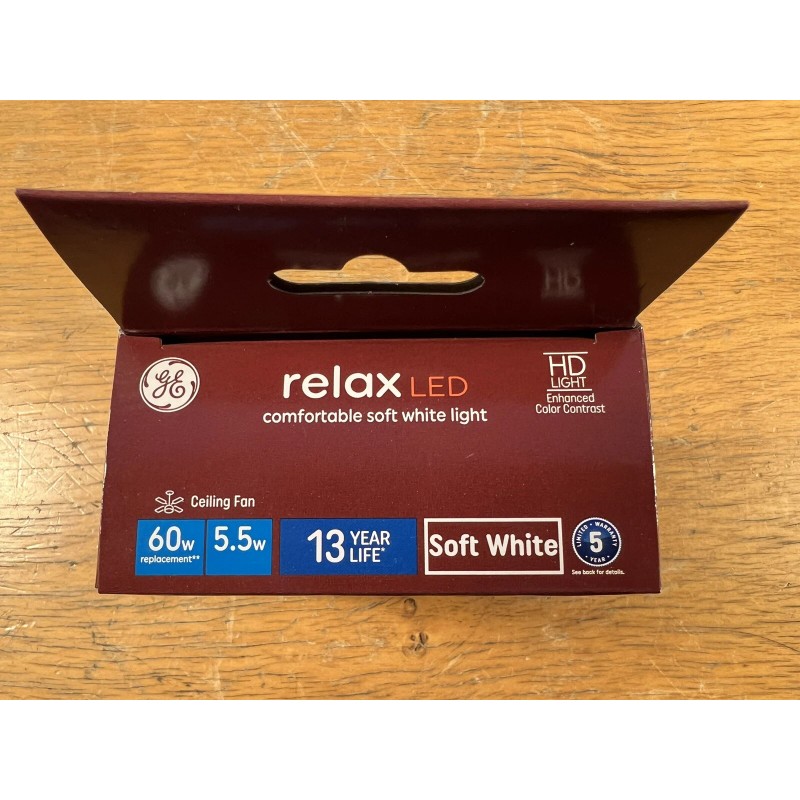 GE
relax LED
comfortable soft white light
HD
LIGHT
Enhanced
Color Contrast
Ceiling Fan
60w
replacement**
5.5w
13 YEAR
LIFE*
Soft White
LIMITED • WARRANTY
5
• YEAR •
See back for details.